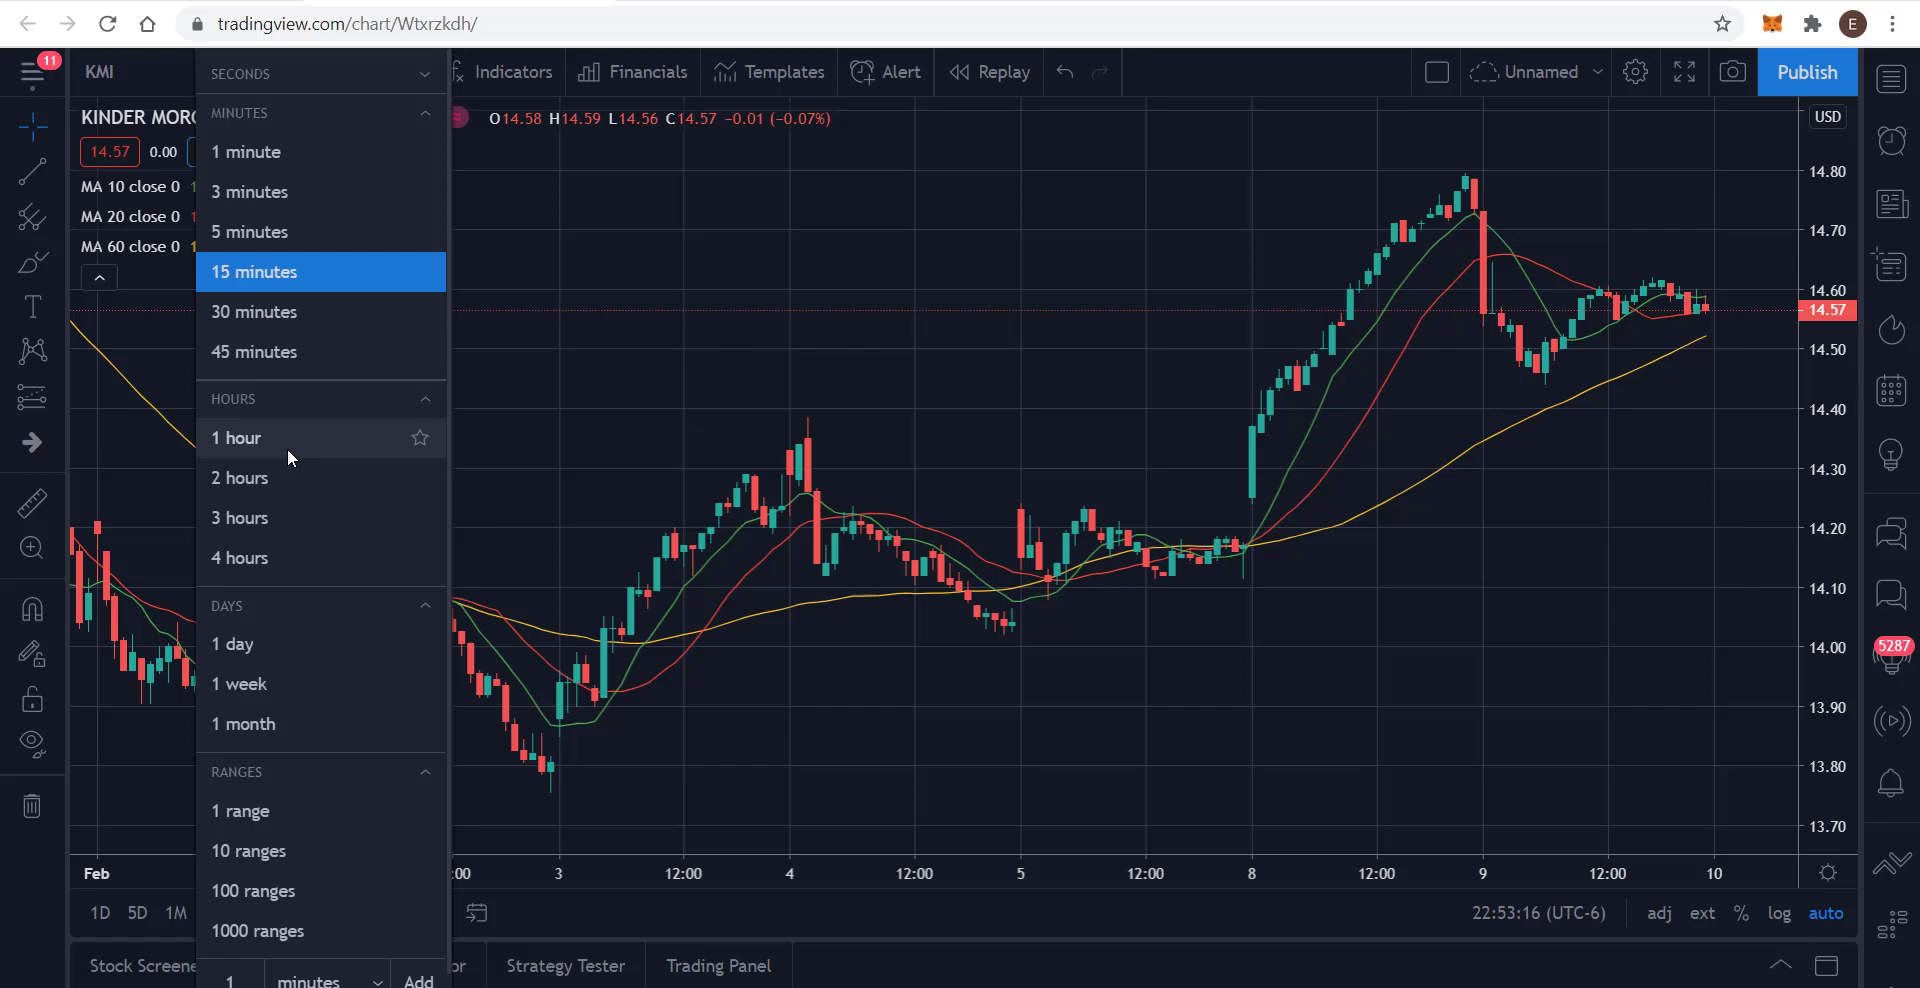 tradingview.com/chart/Wtxrzkdh/
E
11
KMI
Indicators
Financials
Templates
Alert
Replay
Unnamed
Publish
KINDER MORG
O14.58 H14.59 L14.56 C14.57 −0.01 (−0.07%)
USD
14.57
0.00
MA 10 close 0 1
MA 20 close 0 1
MA 60 close 0 1
SECONDS
MINUTES
1 minute
3 minutes
5 minutes
15 minutes
30 minutes
45 minutes
HOURS
1 hour
2 hours
3 hours
4 hours
DAYS
1 day
1 week
1 month
RANGES
1 range
10 ranges
100 ranges
1000 ranges
1 minutes Add
14.80
14.70
14.60
14.57
14.50
14.40
14.30
14.20
14.10
14.00
13.90
13.80
13.70
5287
Feb
:00
3
12:00
4
12:00
5
12:00
8
12:00
9
12:00
10
1D 5D 1M
22:53:16 (UTC-6)
adj ext % log auto
Stock Screene
or
Strategy Tester
Trading Panel